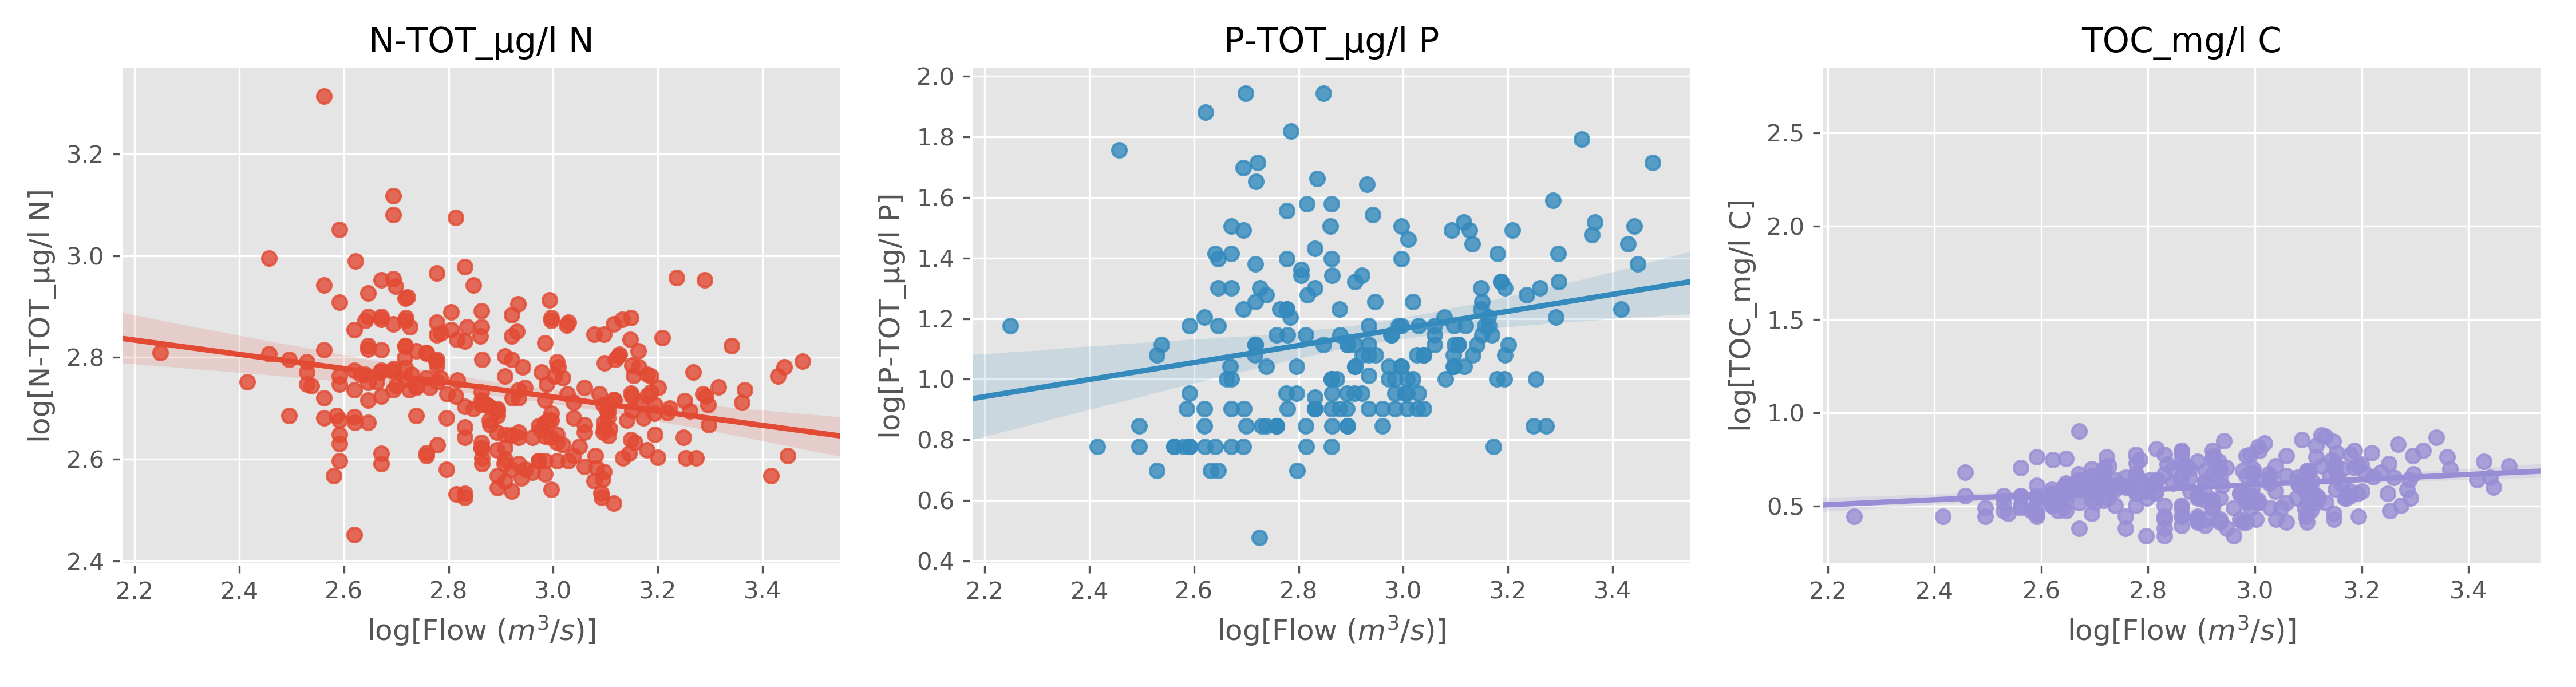 N-TOT_µg/l N
3.2
3.0
2.8
2.6
2.4
log[N-TOT_µg/l N]
2.2 2.4 2.6 2.8 3.0 3.2 3.4
log[Flow (m³/s)]
P-TOT_µg/l P
2.0
1.8
1.6
1.4
1.2
1.0
0.8
0.6
0.4
log[P-TOT_µg/l P]
2.2 2.4 2.6 2.8 3.0 3.2 3.4
log[Flow (m³/s)]
TOC_mg/l C
2.5
2.0
1.5
1.0
0.5
log[TOC_mg/l C]
2.2 2.4 2.6 2.8 3.0 3.2 3.4
log[Flow (m³/s)]